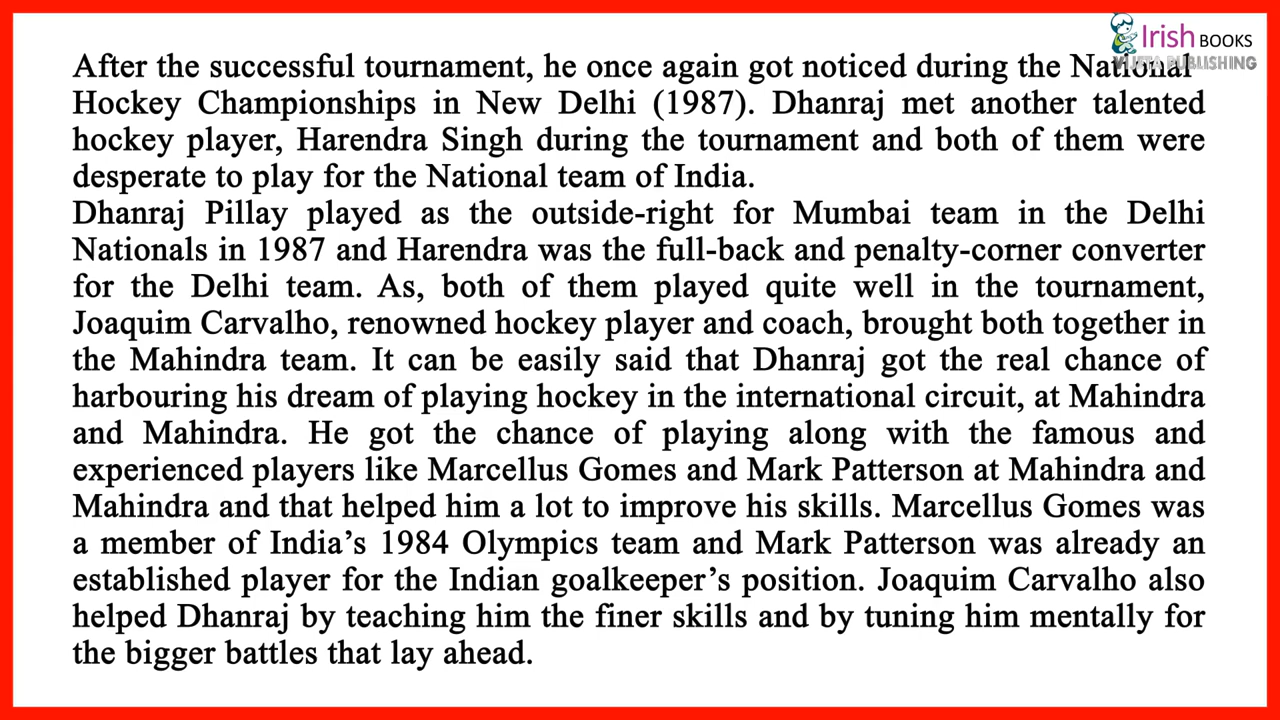 Irish BOOKS
VIJETA PUBLISHING
After the successful tournament, he once again got noticed during the National
Hockey Championships in New Delhi (1987). Dhanraj met another talented
hockey player, Harendra Singh during the tournament and both of them were
desperate to play for the National team of India.
Dhanraj Pillay played as the outside-right for Mumbai team in the Delhi
Nationals in 1987 and Harendra was the full-back and penalty-corner converter
for the Delhi team. As, both of them played quite well in the tournament,
Joaquim Carvalho, renowned hockey player and coach, brought both together in
the Mahindra team. It can be easily said that Dhanraj got the real chance of
harbouring his dream of playing hockey in the international circuit, at Mahindra
and Mahindra. He got the chance of playing along with the famous and
experienced players like Marcellus Gomes and Mark Patterson at Mahindra and
Mahindra and that helped him a lot to improve his skills. Marcellus Gomes was
a member of India’s 1984 Olympics team and Mark Patterson was already an
established player for the Indian goalkeeper’s position. Joaquim Carvalho also
helped Dhanraj by teaching him the finer skills and by tuning him mentally for
the bigger battles that lay ahead.